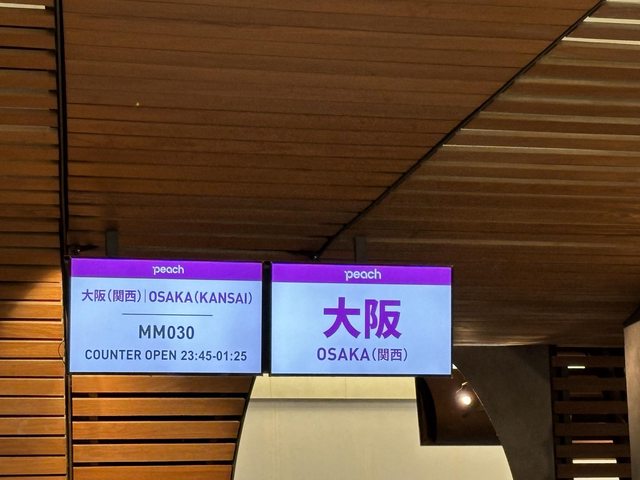 peach
大阪(関西)|OSAKA(KANSAI)
MM030
COUNTER OPEN 23:45-01:25
peach
大阪
OSAKA(関西)